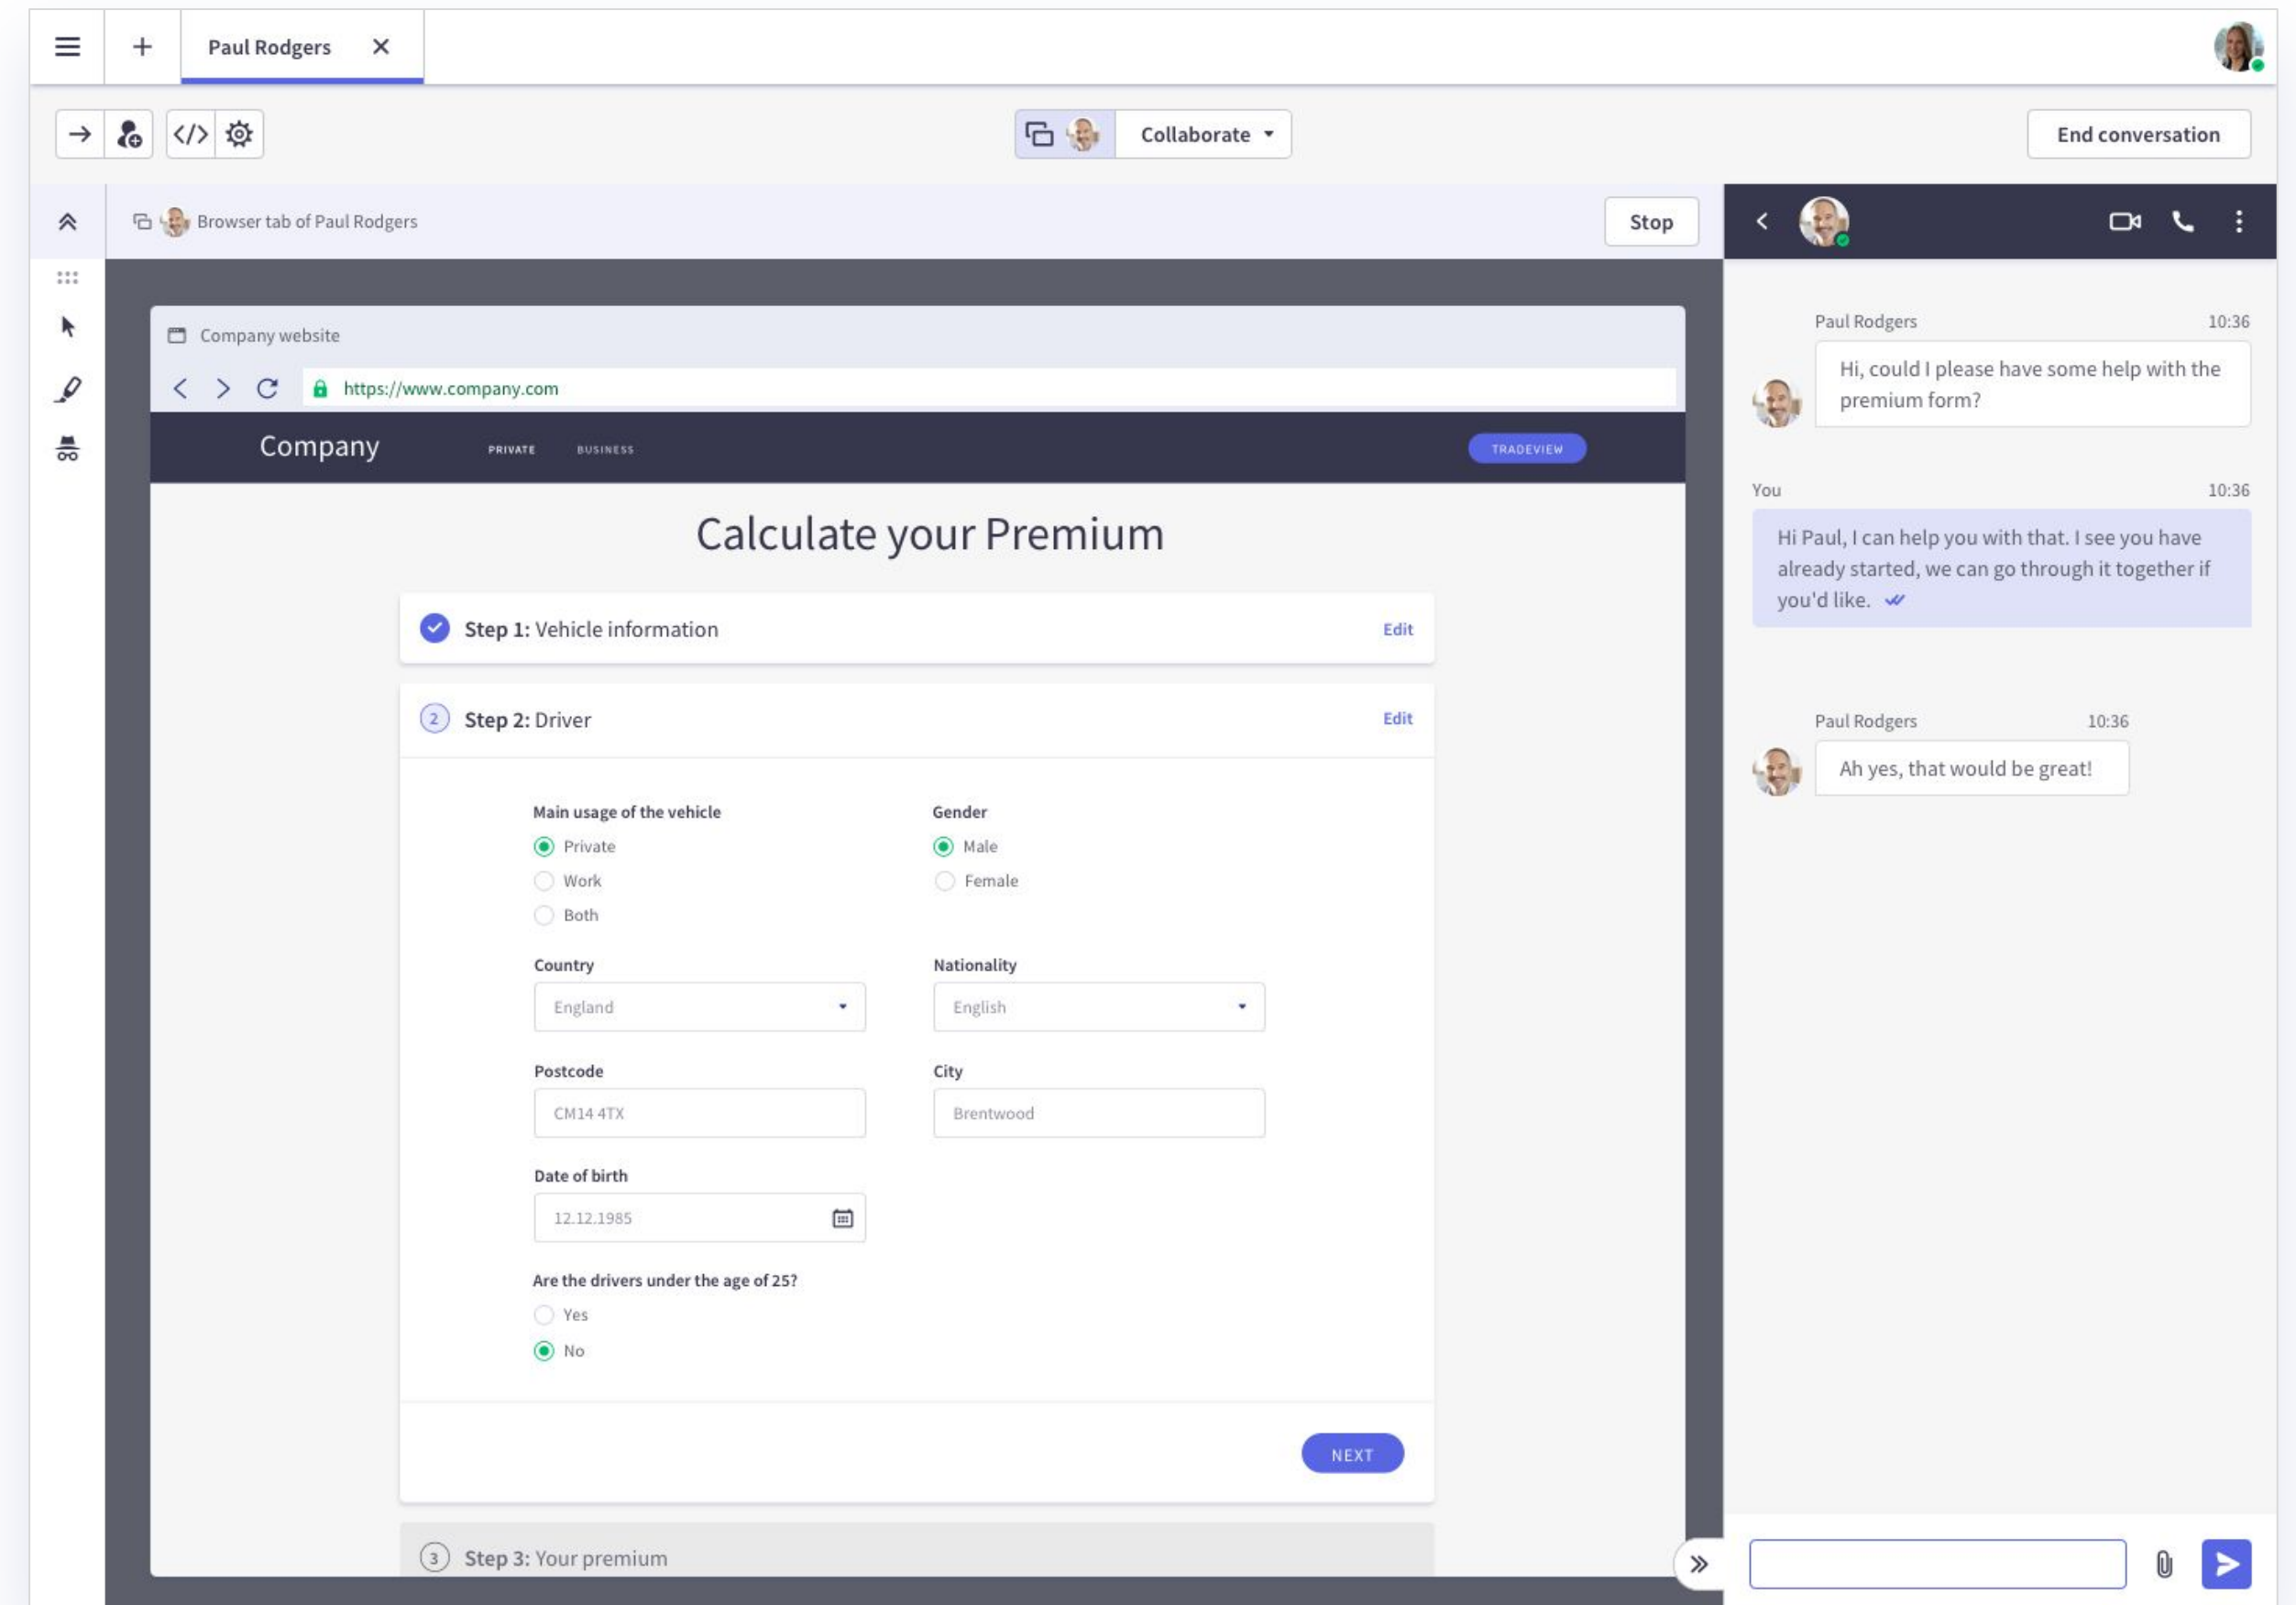 Paul Rodgers
</>
Collaborate
End conversation
Browser tab of Paul Rodgers
Stop
Company website
https://www.company.com
Company
PRIVATE
BUSINESS
TRADEVIEW
Calculate your Premium
Step 1: Vehicle information
Edit
2
Step 2: Driver
Edit
Main usage of the vehicle
Private
Work
Both
Gender
Male
Female
Country
England
Nationality
English
Postcode
CM14 4TX
City
Brentwood
Date of birth
12.12.1985
Are the drivers under the age of 25?
Yes
No
NEXT
3
Step 3: Your premium
Paul Rodgers
10:36
Hi, could I please have some help with the
premium form?
You
10:36
Hi Paul, I can help you with that. I see you have
already started, we can go through it together if
you'd like.
Paul Rodgers
10:36
Ah yes, that would be great!